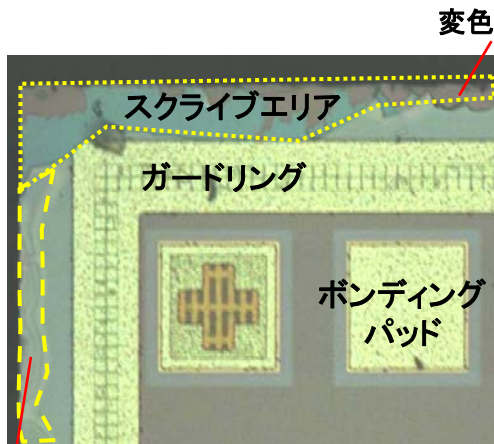 変色
スクライブエリア
ガードリング
ボンディング
パッド